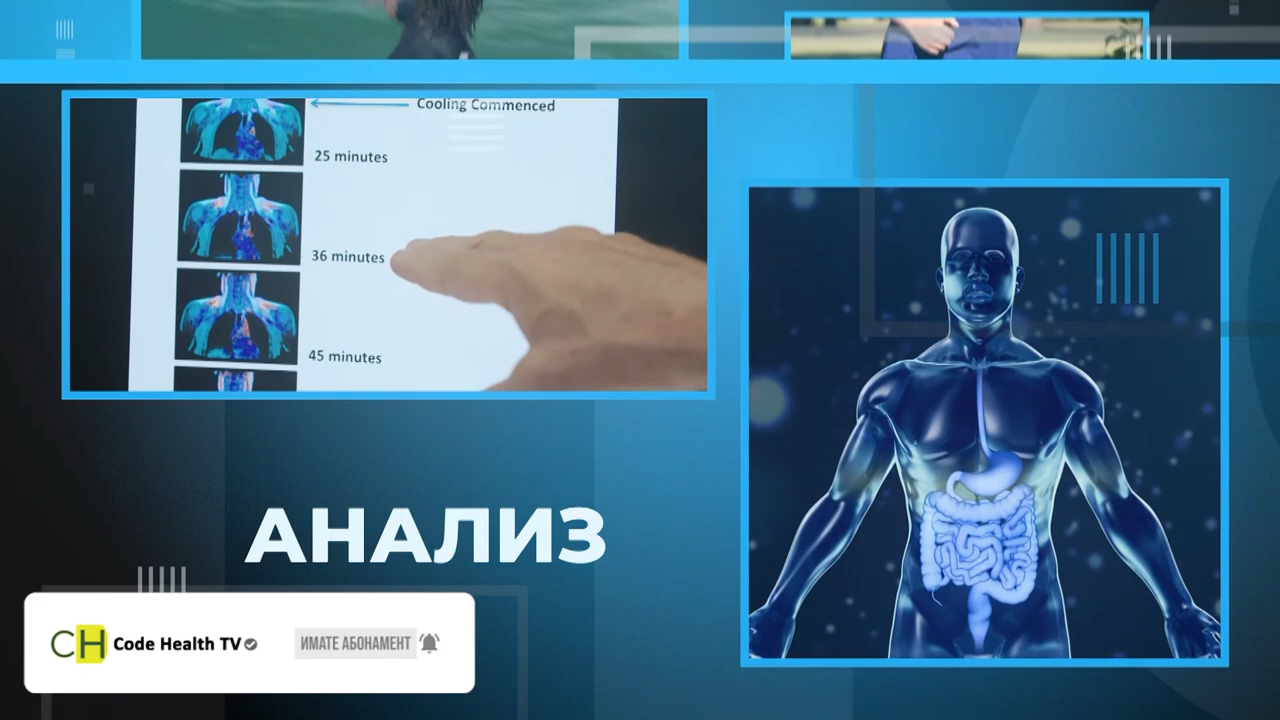 Cooling Commenced
25 minutes
36 minutes
45 minutes
АНАЛИЗ
CH Code Health TV
ИМАТЕ АБОНАМЕНТ